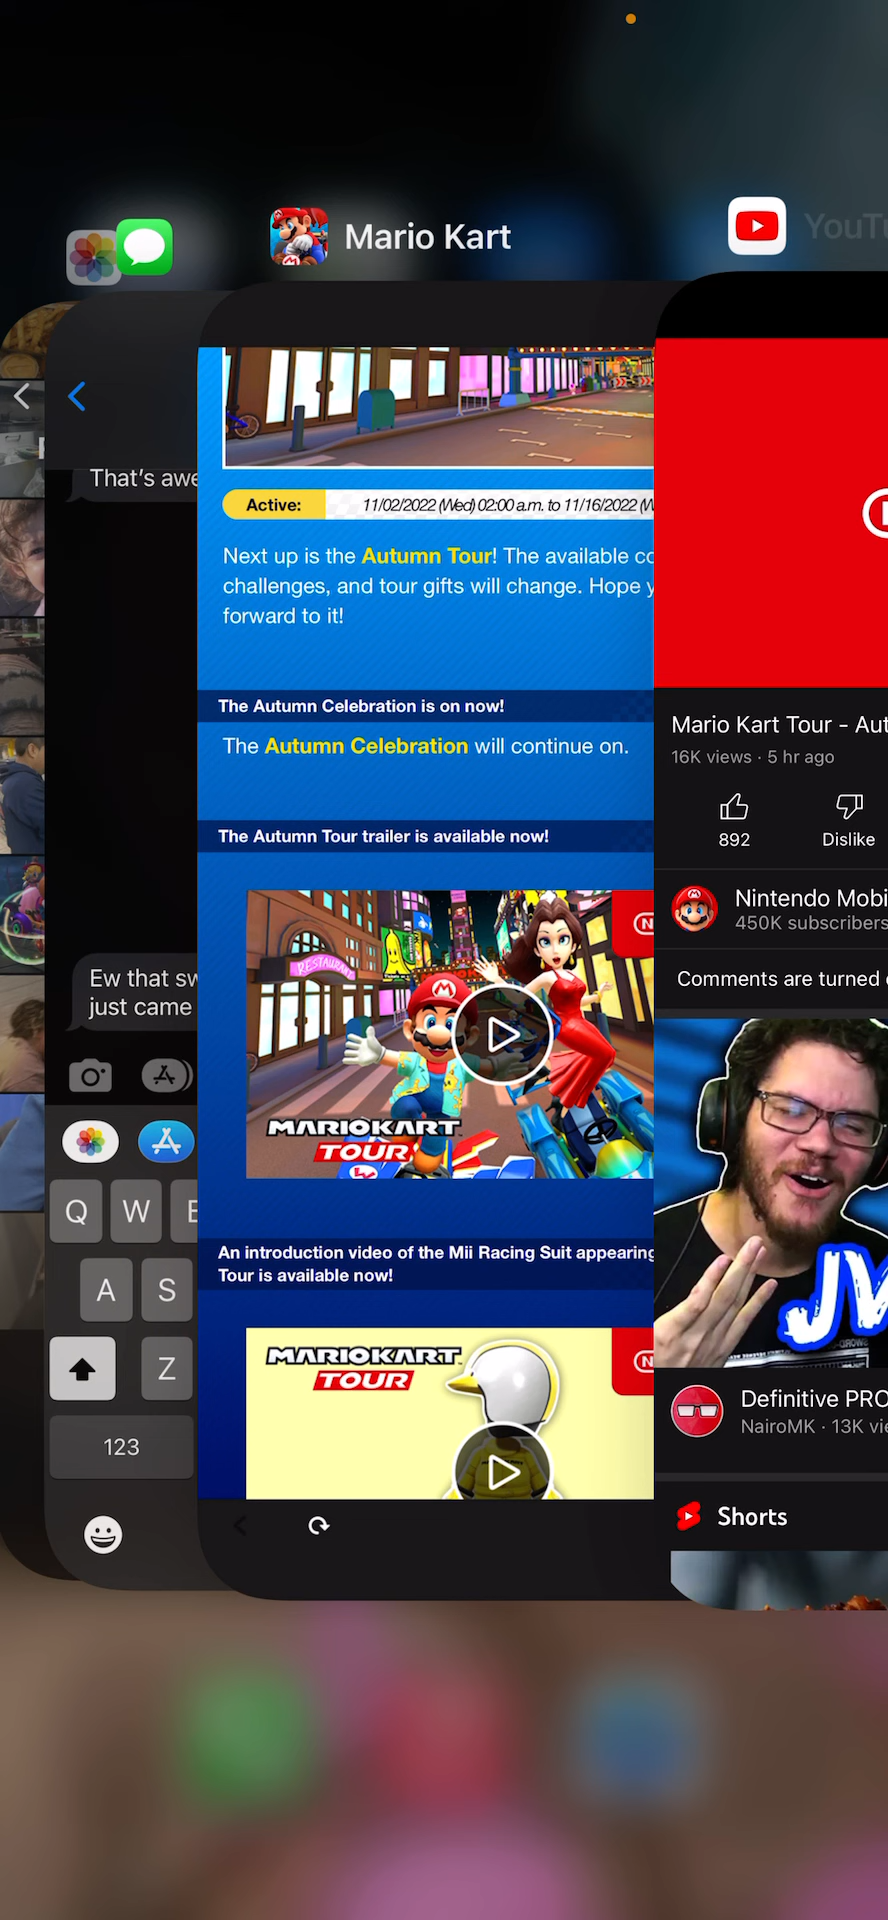 Mario Kart
YouTu
That's awe
Active: 11/02/2022 (Wed) 02:00 a.m. to 11/16/2022 (W
Next up is the Autumn Tour! The available co
challenges, and tour gifts will change. Hope y
forward to it!
The Autumn Celebration is on now!
The Autumn Celebration will continue on.
The Autumn Tour trailer is available now!
RESTAURANT
MARIOKART
TOUR
Ew that sw
just came
Q W E
A S
Z
123
An introduction video of the Mii Racing Suit appearing
Tour is available now!
MARIOKART
TOUR
N
Mario Kart Tour - Aut
16K views · 5 hr ago
892
Dislike
Nintendo Mobi
450K subscribers
Comments are turned
JV
Definitive PRO
NairoMK · 13K vie
Shorts